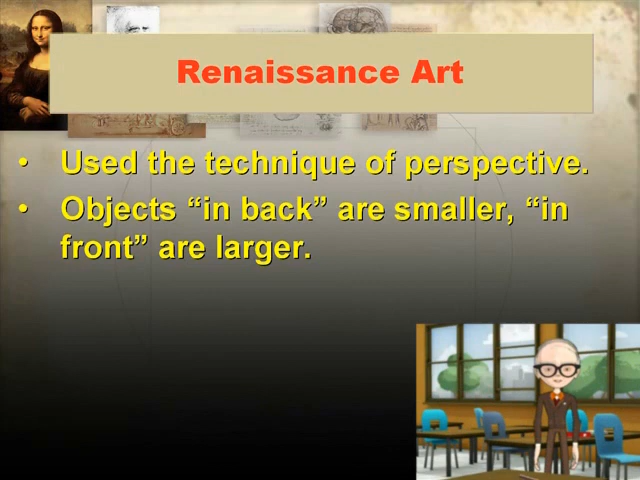 Renaissance Art
• Used the technique of perspective.
• Objects “in back” are smaller, “in
front” are larger.